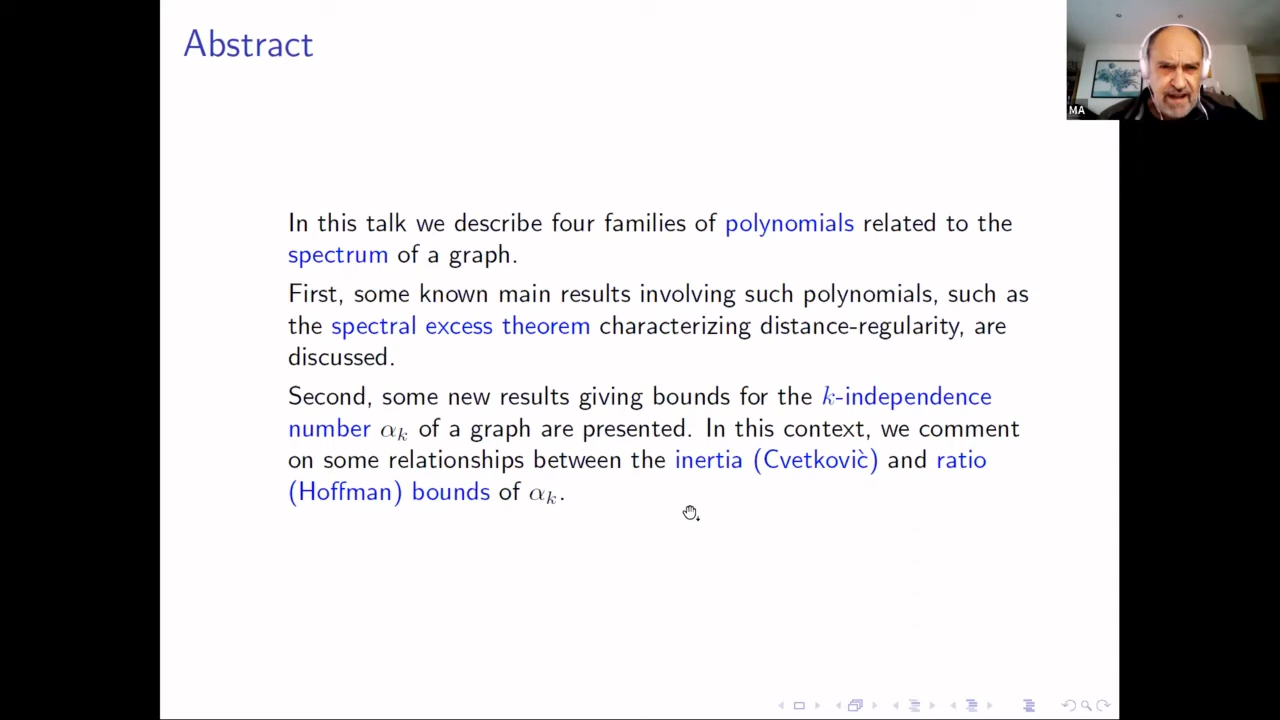 Abstract
MA
In this talk we describe four families of polynomials related to the
spectrum of a graph.
First, some known main results involving such polynomials, such as
the spectral excess theorem characterizing distance-regularity, are
discussed.
Second, some new results giving bounds for the k-independence
number αₖ of a graph are presented. In this context, we comment
on some relationships between the inertia (Cvetkovic̀) and ratio
(Hoffman) bounds of αₖ.